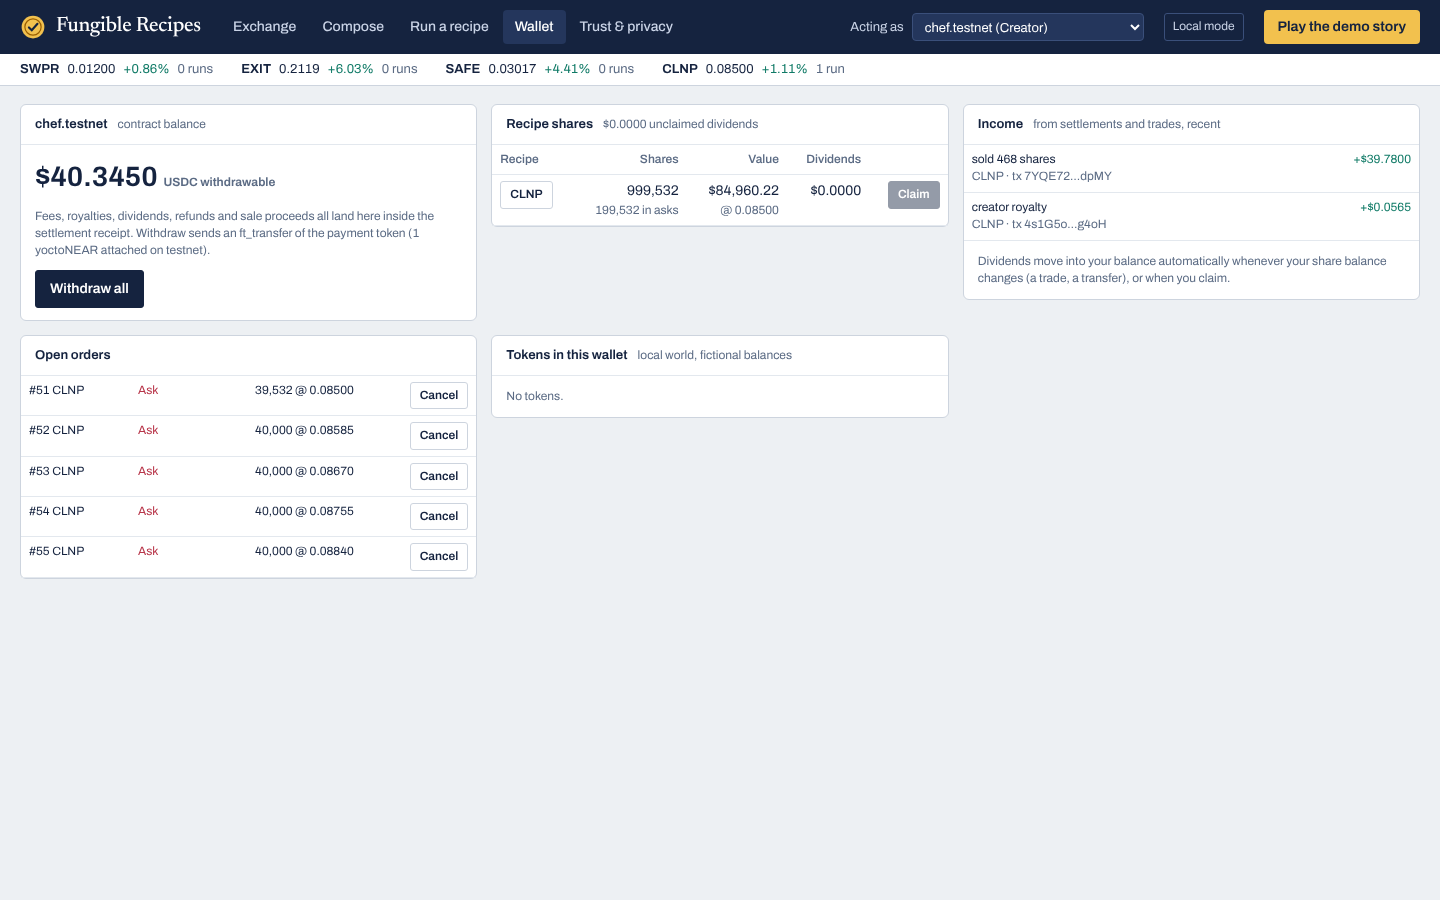 Fungible Recipes Exchange Compose Run a recipe Wallet Trust & privacy Acting as chef.testnet (Creator) Local mode Play the demo story
SWPR 0.01200 +0.86% 0 runs EXIT 0.2119 +6.03% 0 runs SAFE 0.03017 +4.41% 0 runs CLNP 0.08500 +1.11% 1 run
chef.testnet contract balance
$40.3450 USDC withdrawable
Fees, royalties, dividends, refunds and sale proceeds all land here inside the
settlement receipt. Withdraw sends an ft_transfer of the payment token (1
yoctoNEAR attached on testnet).
Withdraw all
Recipe shares $0.0000 unclaimed dividends
Recipe Shares Value Dividends
CLNP 999,532 $84,960.22 $0.0000 Claim
199,532 in asks @ 0.08500
Income from settlements and trades, recent
sold 468 shares +$39.7800
CLNP · tx 7YQE72…dpMY
creator royalty +$0.0565
CLNP · tx 4s1G5o…g4oH
Dividends move into your balance automatically whenever your share balance
changes (a trade, a transfer), or when you claim.
Open orders
#51 CLNP Ask 39,532 @ 0.08500 Cancel
#52 CLNP Ask 40,000 @ 0.08585 Cancel
#53 CLNP Ask 40,000 @ 0.08670 Cancel
#54 CLNP Ask 40,000 @ 0.08755 Cancel
#55 CLNP Ask 40,000 @ 0.08840 Cancel
Tokens in this wallet local world, fictional balances
No tokens.